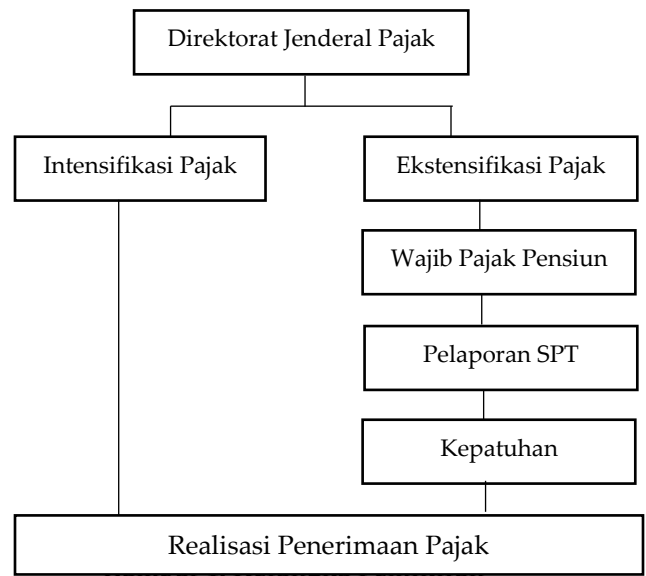 Direktorat Jenderal Pajak
Intensifikasi Pajak
Ekstensifikasi Pajak
Wajib Pajak Pensiun
Pelaporan SPT
Kepatuhan
Realisasi Penerimaan Pajak